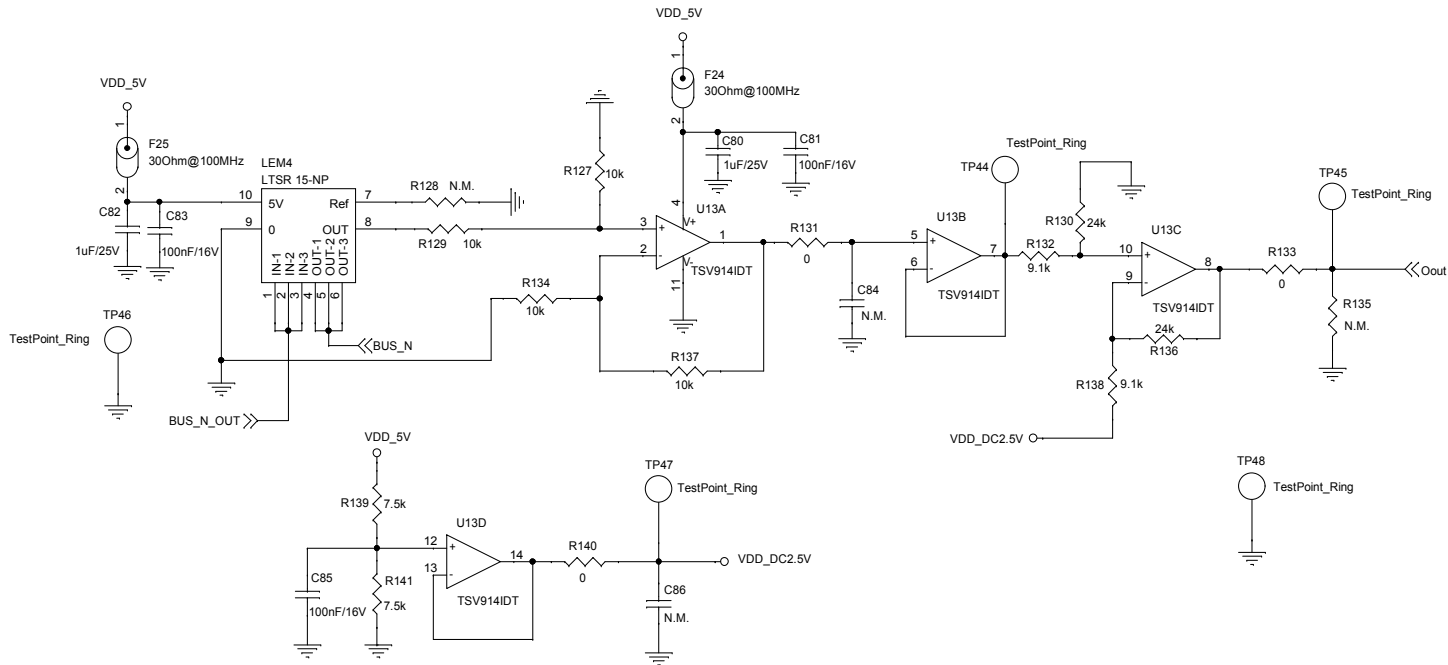 VDD_5V
1
F24
30Ohm@100MHz
2
VDD_5V
1
F25
30Ohm@100MHz
2
C82
1uF/25V
C83
100nF/16V
LEM4
LTSR 15-NP
10
5V
9
0
Ref
7
OUT
8
IN-1
IN-2
IN-3
OUT-1
OUT-2
OUT-3
1
2
3
4
5
6
R128
N.M.
R129
10k
R127
10k
C80
1uF/25V
C81
100nF/16V
U13A
4
V+
3
+
2
-
1
V-
11
TSV914IDT
R134
10k
R137
10k
R131
0
C84
N.M.
TestPoint_Ring
TP44
U13B
5
+
6
-
7
TSV914IDT
R130
24k
R132
9.1k
U13C
10
+
9
-
8
TSV914IDT
24k
R136
R138
9.1k
VDD_DC2.5V
R133
0
TP45
TestPoint_Ring
Oout
R135
N.M.
TP46
TestPoint_Ring
BUS_N
BUS_N_OUT
VDD_5V
R139
7.5k
R141
7.5k
C85
100nF/16V
U13D
12
+
13
-
14
TSV914IDT
R140
0
TP47
TestPoint_Ring
VDD_DC2.5V
C86
N.M.
TP48
TestPoint_Ring